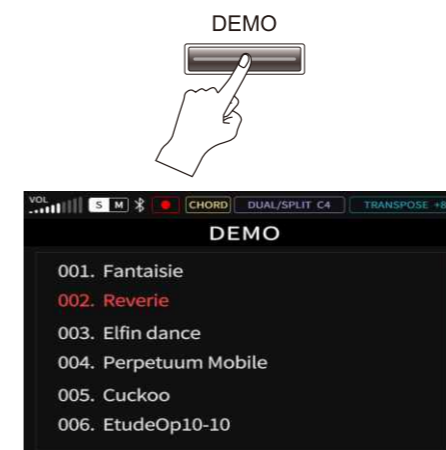 DEMO
VOL S M CHORD DUAL/SPLIT C4 TRANSPOSE +8
DEMO
001. Fantaisie
002. Reverie
003. Elfin dance
004. Perpetuum Mobile
005. Cuckoo
006. EtudeOp10-10